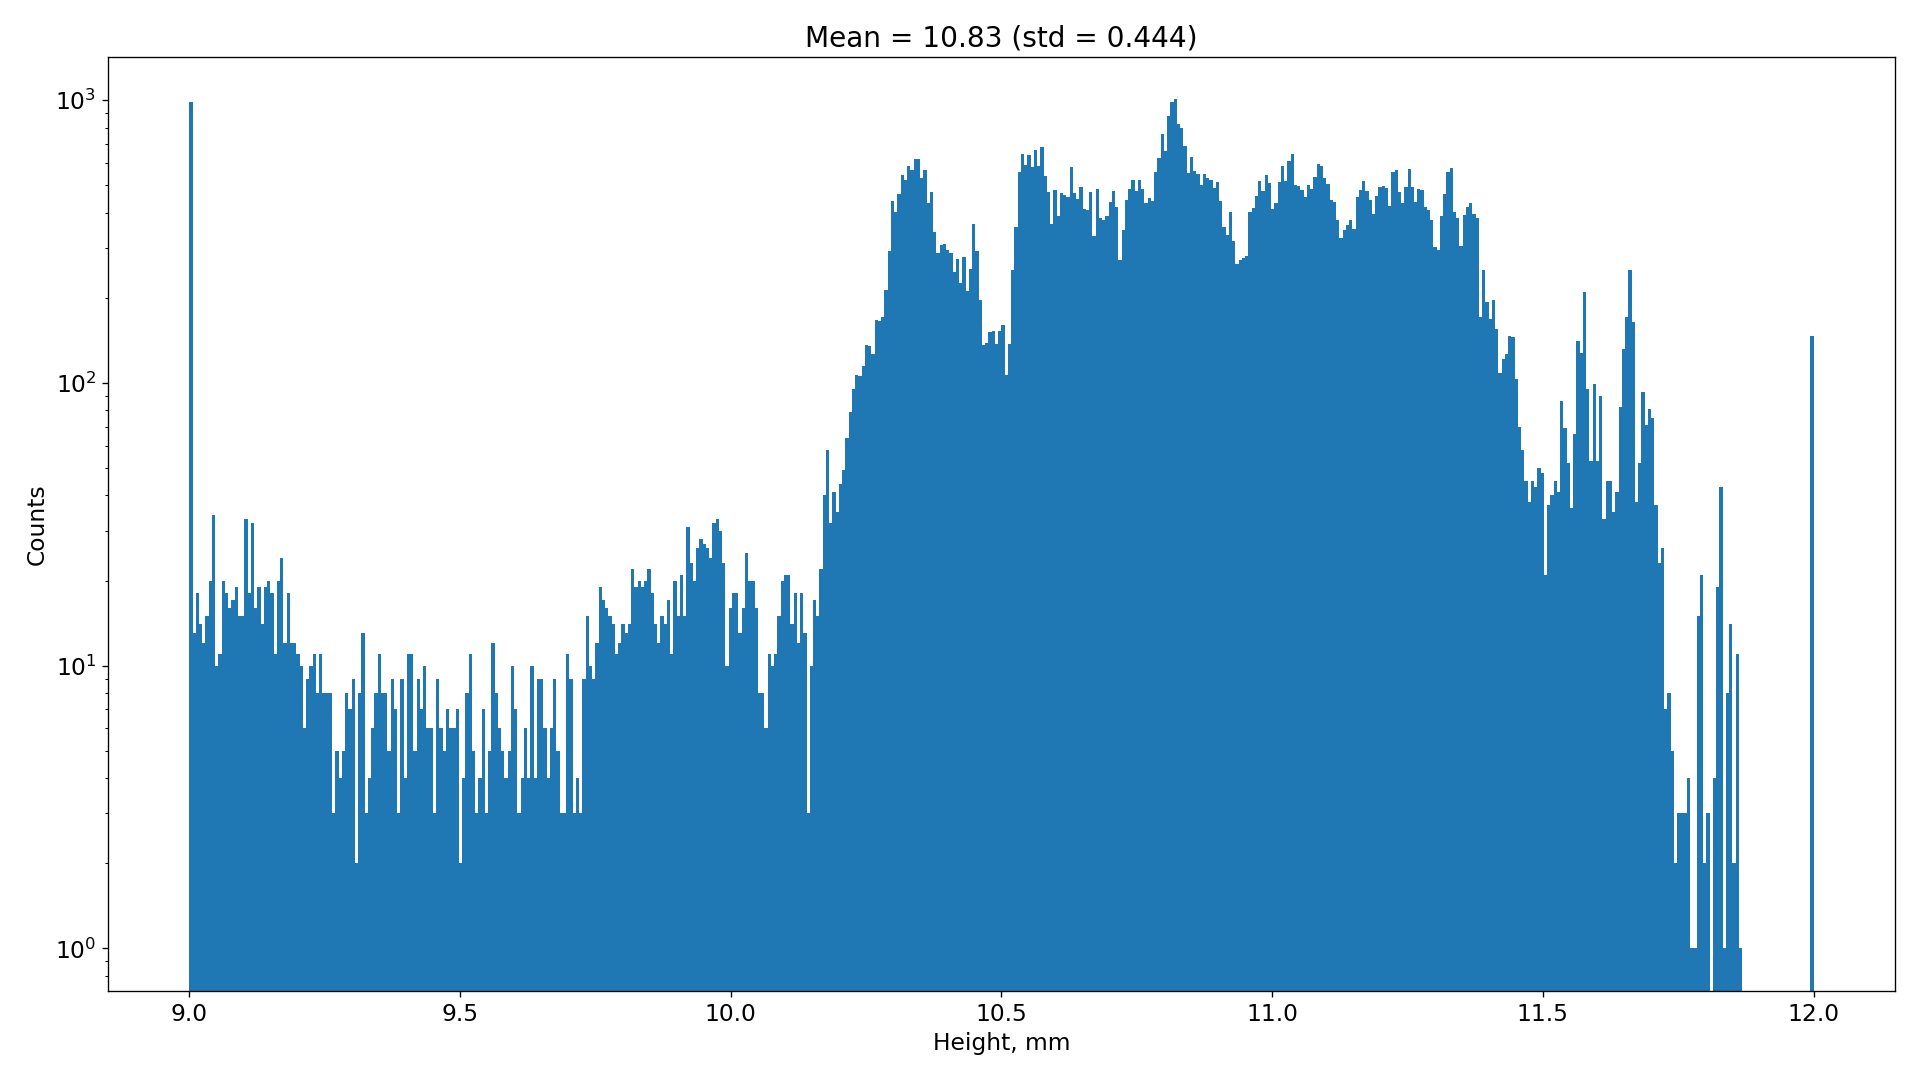 Mean = 10.83 (std = 0.444)
10³
10²
10¹
10⁰
Counts
9.0 9.5 10.0 10.5 11.0 11.5 12.0
Height, mm